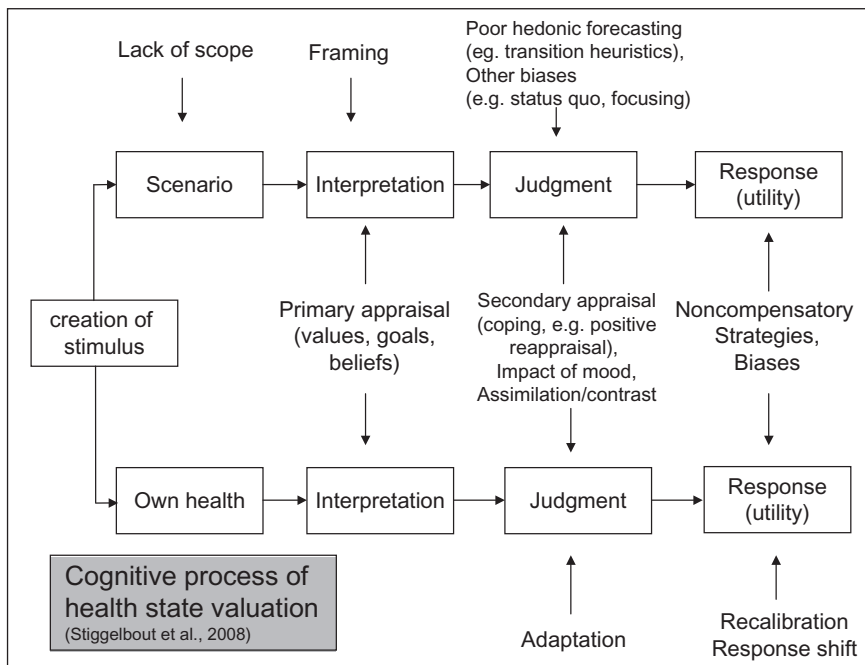 Lack of scope
Framing
Poor hedonic forecasting
(eg. transition heuristics),
Other biases
(e.g. status quo, focusing)
Scenario
Interpretation
Judgment
Response
(utility)
creation of
stimulus
Primary appraisal
(values, goals,
beliefs)
Secondary appraisal
(coping, e.g. positive
reappraisal),
Impact of mood,
Assimilation/contrast
Noncompensatory
Strategies,
Biases
Own health
Interpretation
Judgment
Response
(utility)
Cognitive process of
health state valuation
(Stiggelbout et al., 2008)
Adaptation
Recalibration
Response shift